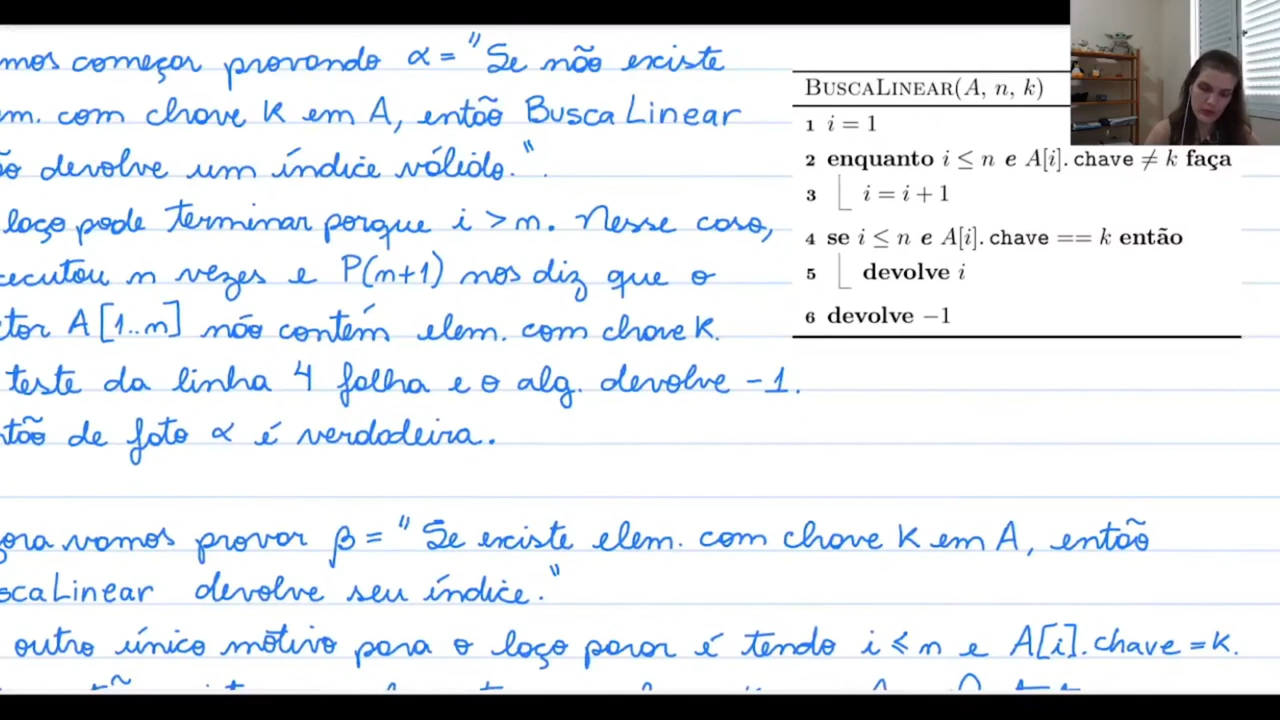 mos começar provando α = "Se não existe
em. com chave K em A, então BuscaLinear
ão devolve um índice válido.".
loço pode terminar porque i > n. Nesse caso,
ecutou n vezes e P(n+1) nos diz que o
tor A[1..n] não contém elem. com chave K.
teste da linha 4 falha e o alg. devolve -1.
tão de fato α é verdadeira.
gora vamos provar β = "Se existe elem. com chave K em A, então
scaLinear devolve seu índice."
outro único motivo para o laço parar é tendo i ≤ n e A[i].chave = K.
BUSCALINEAR(A, n, k)
1 i = 1
2 enquanto i ≤ n e A[i].chave ≠ k faça
3 i = i + 1
4 se i ≤ n e A[i].chave == k então
5 devolve i
6 devolve −1